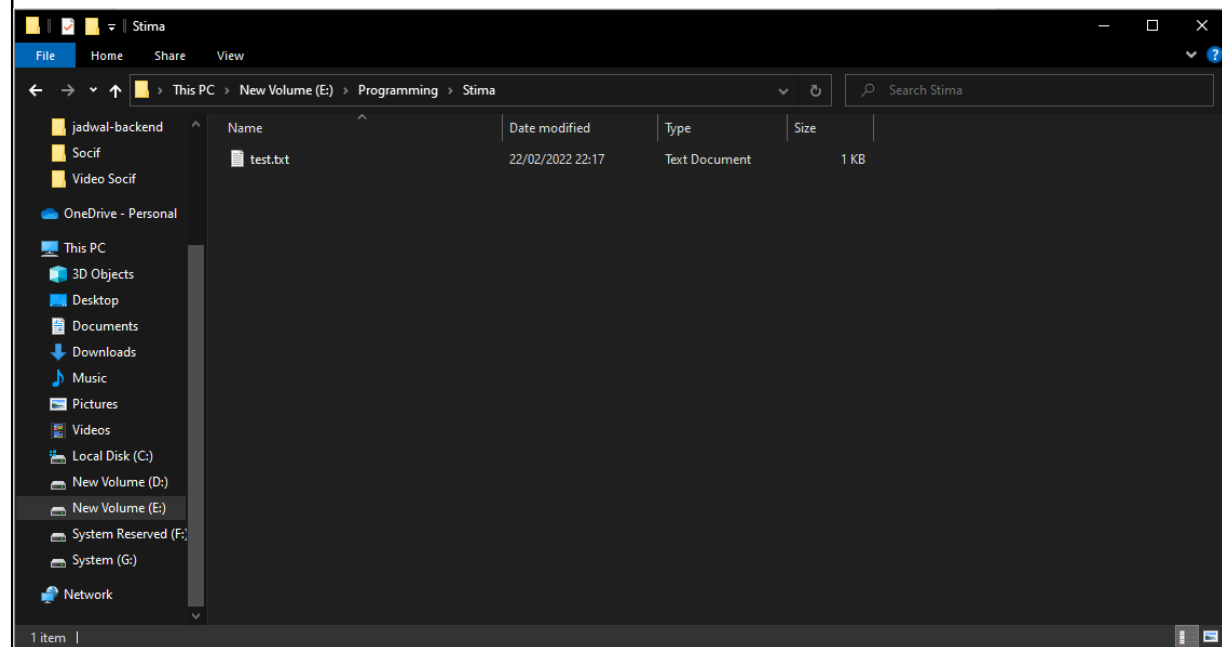 Stima
File Home Share View
This PC > New Volume (E:) > Programming > Stima
Search Stima
jadwal-backend
Socif
Video Socif
OneDrive - Personal
This PC
3D Objects
Desktop
Documents
Downloads
Music
Pictures
Videos
Local Disk (C:)
New Volume (D:)
New Volume (E:)
System Reserved (F:)
System (G:)
Network
Name Date modified Type Size
test.txt 22/02/2022 22:17 Text Document 1 KB
1 item